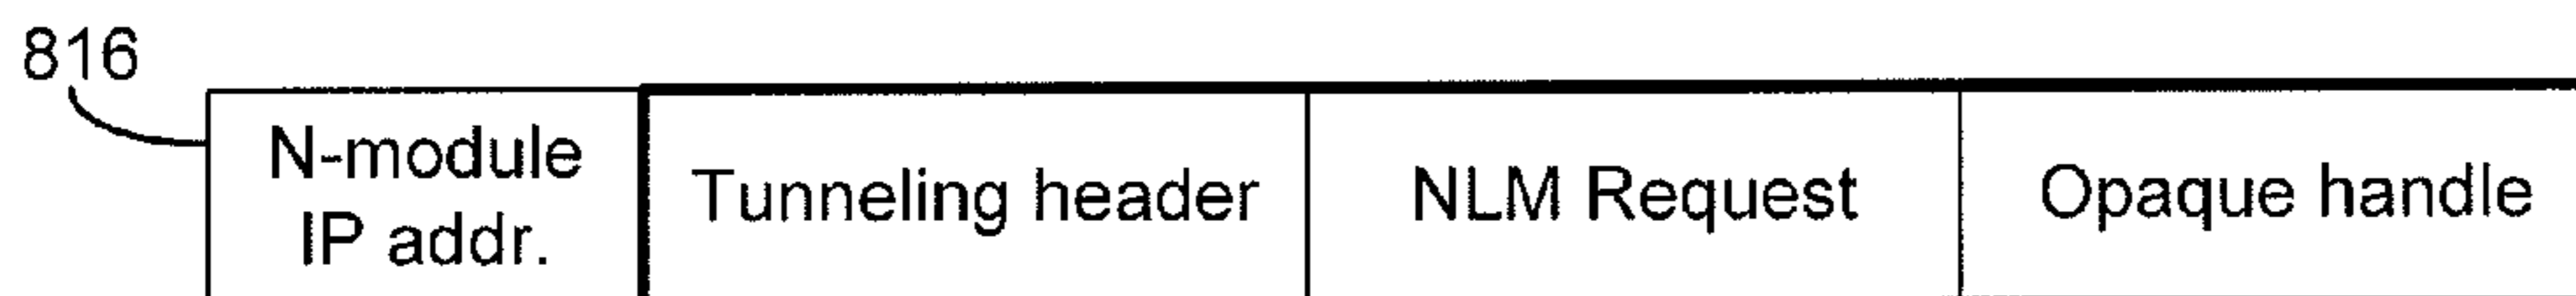 816
N-module
IP addr.
Tunneling header
NLM Request
Opaque handle